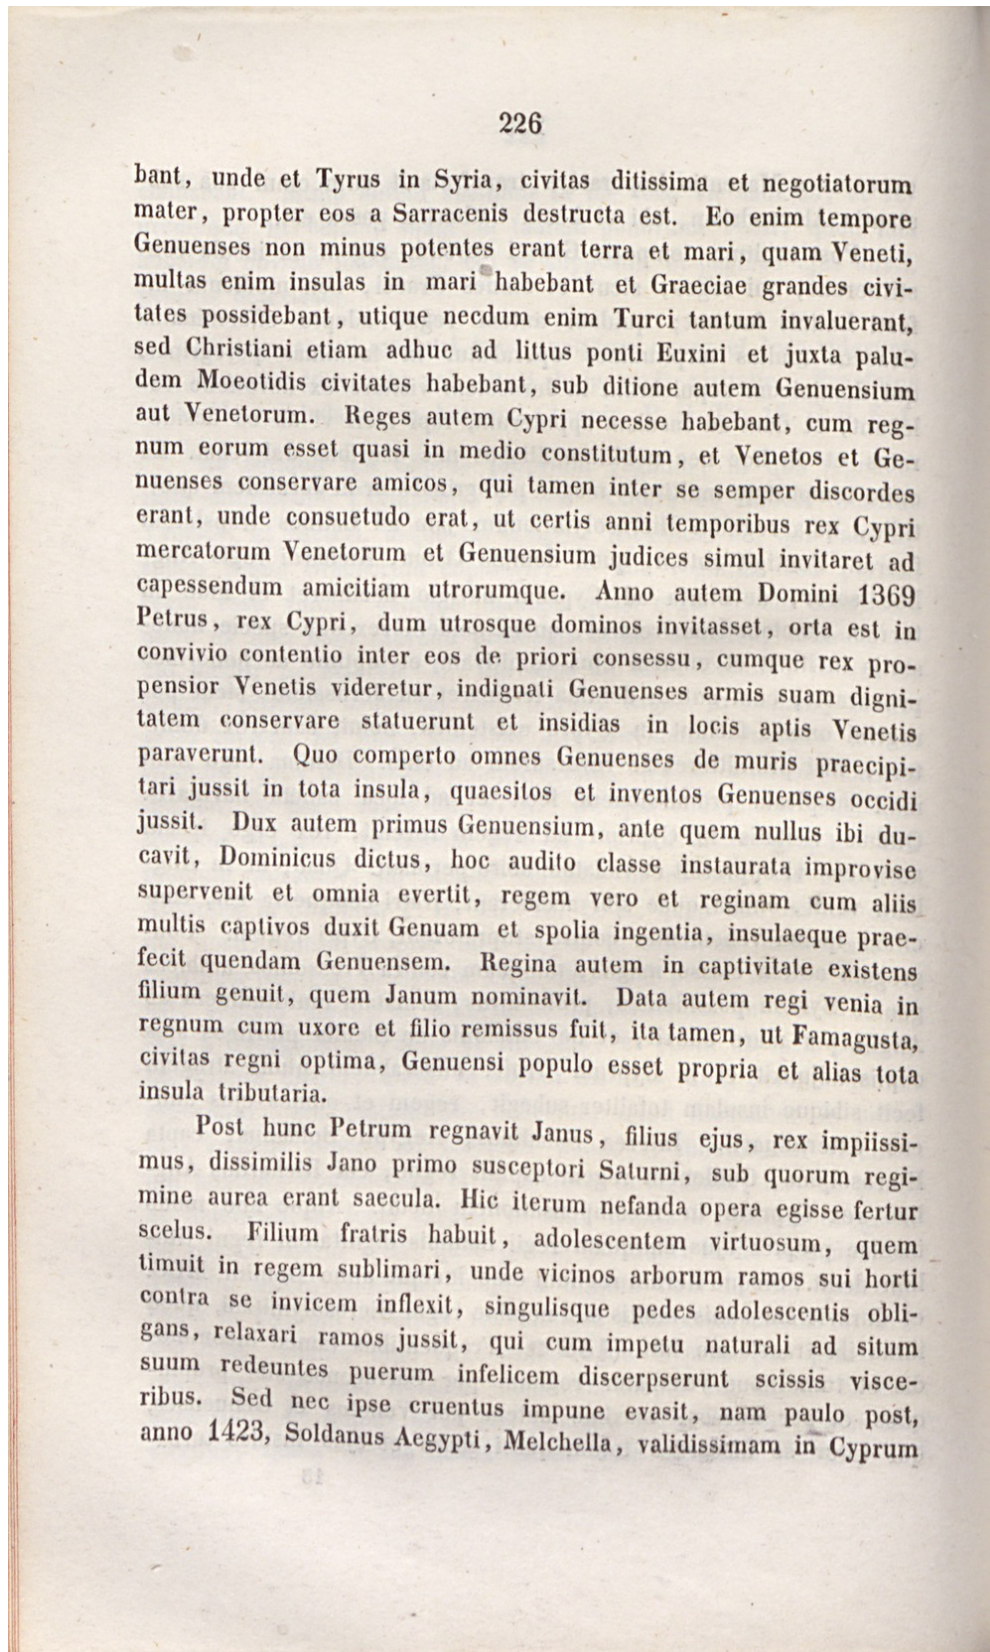 226
bant, unde et Tyrus in Syria, civitas ditissima et negotiatorum
mater, propter eos a Sarracenis destructa est. Eo enim tempore
Genuenses non minus potentes erant terra et mari, quam Veneti,
multas enim insulas in mari habebant et Graeciae grandes civi-
tates possidebant, utique necdum enim Turci tantum invaluerant,
sed Christiani etiam adhuc ad littus ponti Euxini et juxta palu-
dem Moeotidis civitates habebant, sub ditione autem Genuensium
aut Venetorum. Reges autem Cypri necesse habebant, cum reg-
num eorum esset quasi in medio constitutum, et Venetos et Ge-
nuenses conservare amicos, qui tamen inter se semper discordes
erant, unde consuetudo erat, ut certis anni temporibus rex Cypri
mercatorum Venetorum et Genuensium judices simul invitaret ad
capessendum amicitiam utrorumque. Anno autem Domini 1369
Petrus, rex Cypri, dum utrosque dominos invitasset, orta est in
convivio contentio inter eos de priori consessu, cumque rex pro-
pensior Venetis videretur, indignati Genuenses armis suam digni-
tatem conservare statuerunt et insidias in locis aptis Venetis
paraverunt. Quo comperto omnes Genuenses de muris praecipi-
tari jussit in tota insula, quaesitos et inventos Genuenses occidi
jussit. Dux autem primus Genuensium, ante quem nullus ibi du-
cavit, Dominicus dictus, hoc audito classe instaurata improvise
supervenit et omnia evertit, regem vero et reginam cum aliis
multis captivos duxit Genuam et spolia ingentia, insulaeque prae-
fecit quendam Genuensem. Regina autem in captivitate existens
filium genuit, quem Janum nominavit. Data autem regi venia in
regnum cum uxore et filio remissus fuit, ita tamen, ut Famagusta,
civitas regni optima, Genuensi populo esset propria et alias tota
insula tributaria.
Post hunc Petrum regnavit Janus, filius ejus, rex impiissi-
mus, dissimilis Jano primo susceptori Saturni, sub quorum regi-
mine aurea erant saecula. Hic iterum nefanda opera egisse fertur
scelus. Filium fratris habuit, adolescentem virtuosum, quem
timuit in regem sublimari, unde vicinos arborum ramos sui horti
contra se invicem inflexit, singulisque pedes adolescentis obli-
gans, relaxari ramos jussit, qui cum impetu naturali ad situm
suum redeuntes puerum infelicem discerpserunt scissis visce-
ribus. Sed nec ipse cruentus impune evasit, nam paulo post,
anno 1423, Soldanus Aegypti, Melchella, validissimam in Cyprum